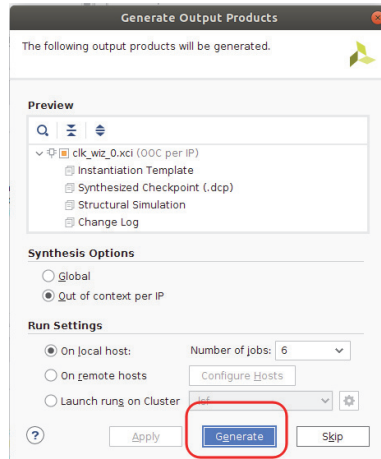 Generate Output Products
The following output products will be generated.
Preview
clk_wiz_0.xci (OOC per IP)
Instantiation Template
Synthesized Checkpoint (.dcp)
Structural Simulation
Change Log
Synthesis Options
Global
Out of context per IP
Run Settings
On local host: Number of jobs: 6
On remote hosts Configure Hosts
Launch runs on Cluster lsf
? Apply Generate Skip